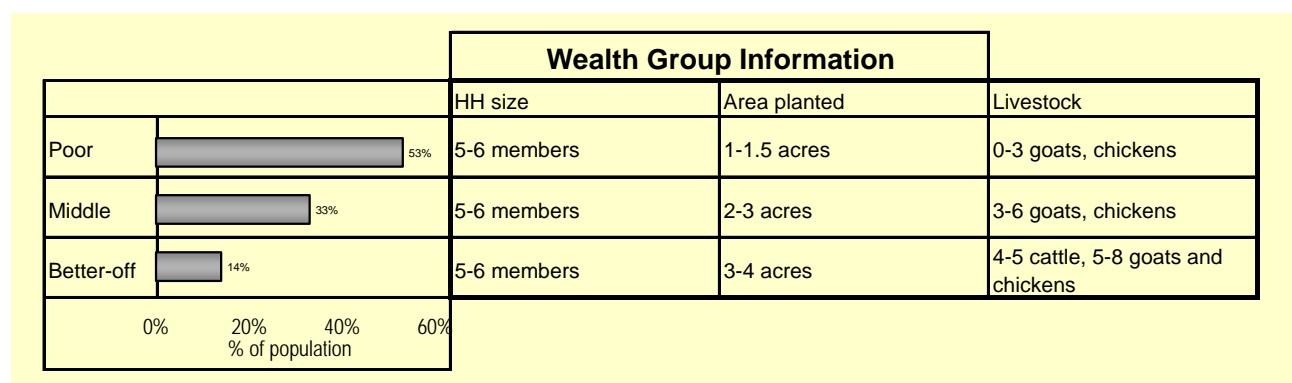 Wealth Group Information
HH size Area planted Livestock
Poor 53% 5-6 members 1-1.5 acres 0-3 goats, chickens
Middle 33% 5-6 members 2-3 acres 3-6 goats, chickens
Better-off 14% 5-6 members 3-4 acres 4-5 cattle, 5-8 goats and
chickens
0% 20% 40% 60%
% of population